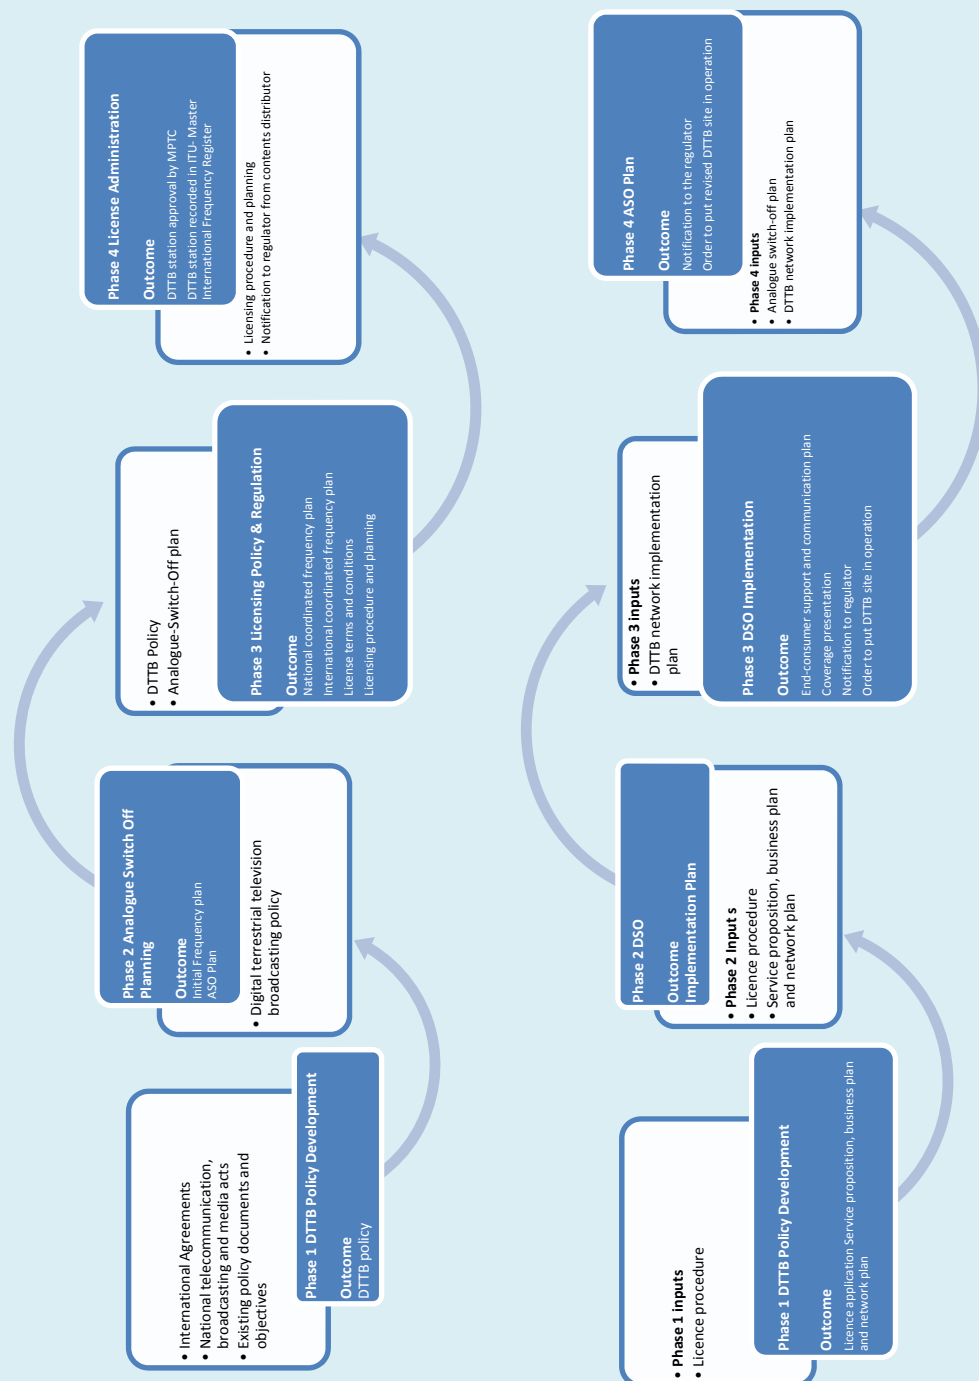 • International Agreements
• National telecommunication,
broadcasting and media acts
• Existing policy documents and
objectives
Phase 1 DTTB Policy Development
Outcome
DTTB policy
Phase 2 Analogue Switch Off
Planning
Outcome
Initial Frequency plan
ASO Plan
• Digital terrestrial television
broadcasting policy
• DTTB Policy
• Analogue-Switch-Off plan
Phase 3 Licensing Policy & Regulation
Outcome
National coordinated frequency plan
International coordinated frequency plan
License terms and conditions
Licensing procedure and planning
Phase 4 License Administration
Outcome
DTTB station approval by MPTC
DTTB station recorded in ITU- Master
International Frequency Register
• Licensing procedure and planning
• Notification to regulator from contents distributor
• Phase 1 inputs
• Licence procedure
Phase 1 DTTB Policy Development
Outcome
Licence application Service proposition, business plan
and network plan
Phase 2 DSO
Outcome
Implementation Plan
• Phase 2 Input s
• Licence procedure
• Service proposition, business plan
and network plan
• Phase 3 inputs
• DTTB network implementation
plan
Phase 3 DSO Implementation
Outcome
End-consumer support and communication plan
Coverage presentation
Notification to regulator
Order to put DTTB site in operation
Phase 4 ASO Plan
Outcome
Notification to the regulator
Order to put revised DTTB site in operation
• Phase 4 inputs
• Analogue switch-off plan
• DTTB network implementation plan